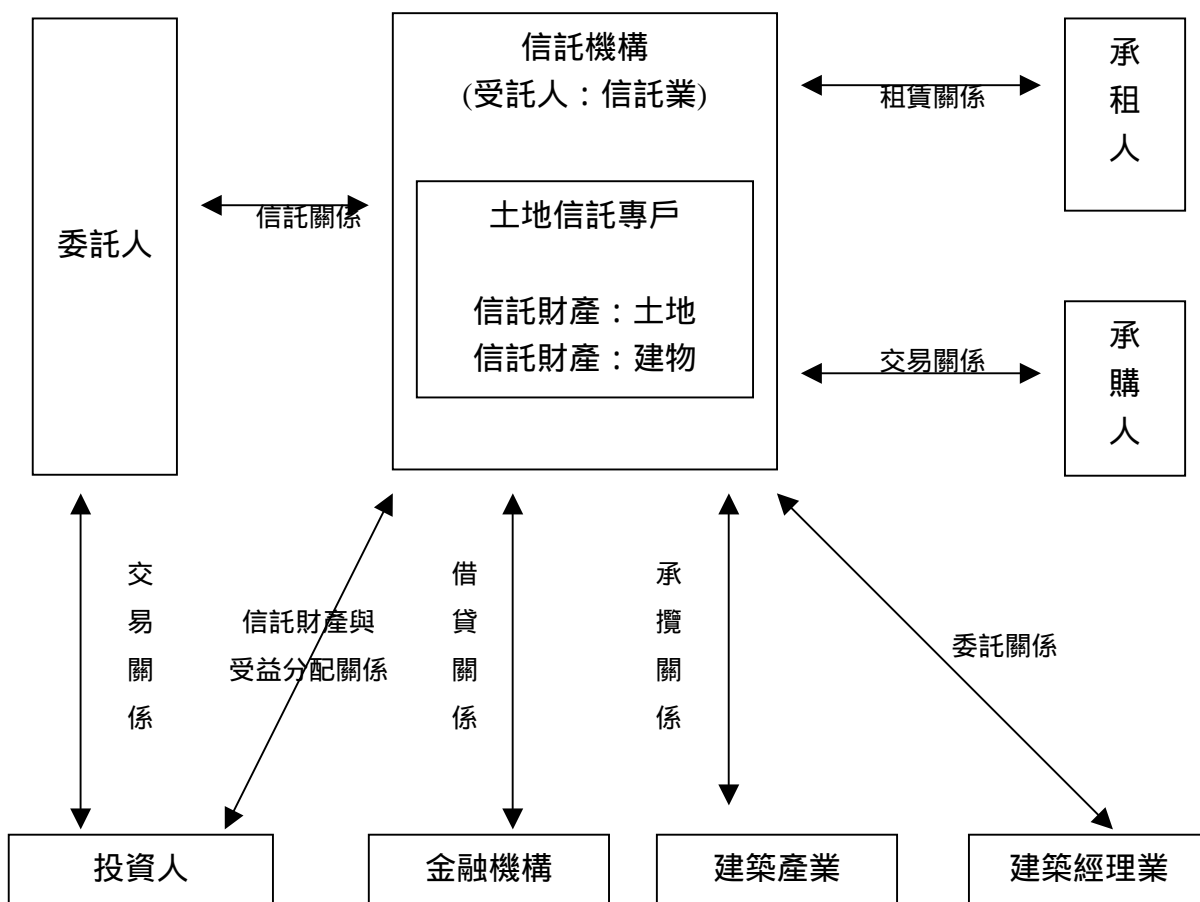 信託機構
(受託人：信託業)
承租人
租賃關係
委託人
信託關係
土地信託專戶
信託財產：土地
信託財產：建物
承購人
交易關係
交易關係
信託財產與
受益分配關係
借貸關係
承攬關係
委託關係
投資人
金融機構
建築產業
建築經理業